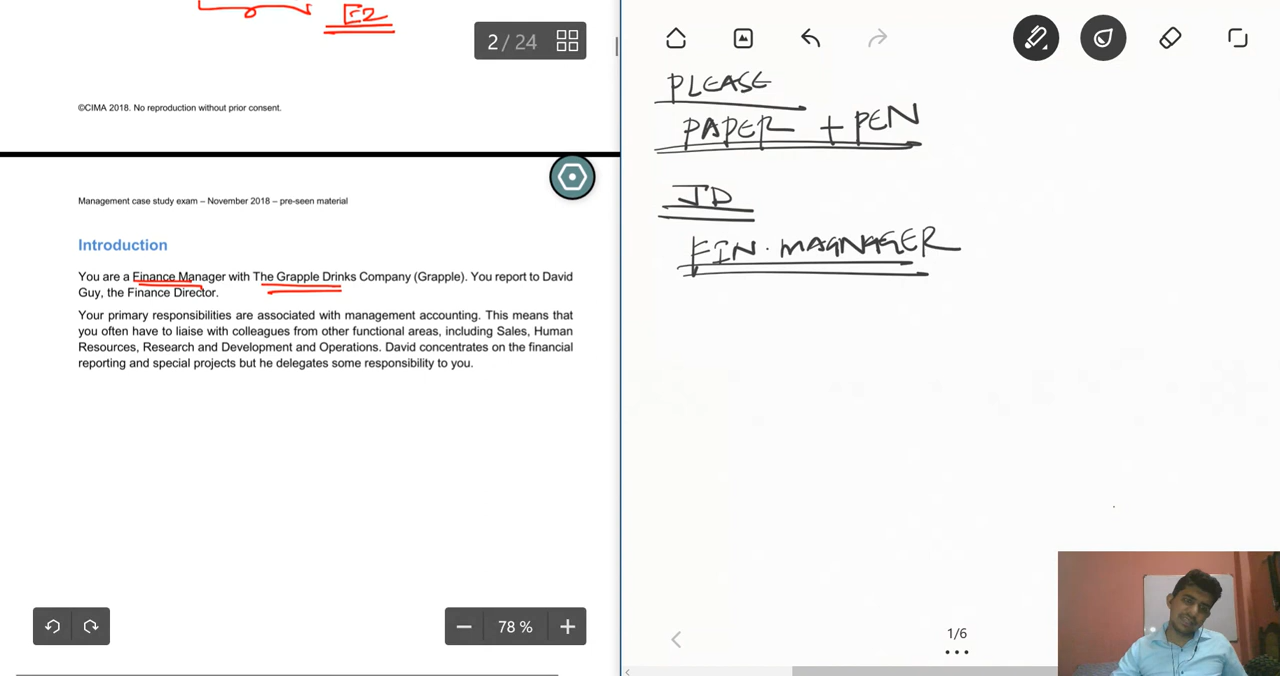 E2
2 / 24
©CIMA 2018. No reproduction without prior consent.
Management case study exam – November 2018 – pre-seen material
Introduction
You are a Finance Manager with The Grapple Drinks Company (Grapple). You report to David
Guy, the Finance Director.
Your primary responsibilities are associated with management accounting. This means that
you often have to liaise with colleagues from other functional areas, including Sales, Human
Resources, Research and Development and Operations. David concentrates on the financial
reporting and special projects but he delegates some responsibility to you.
78 %
PLEASE
PAPER + PEN
JD
FIN. MAGNAGER
1/6